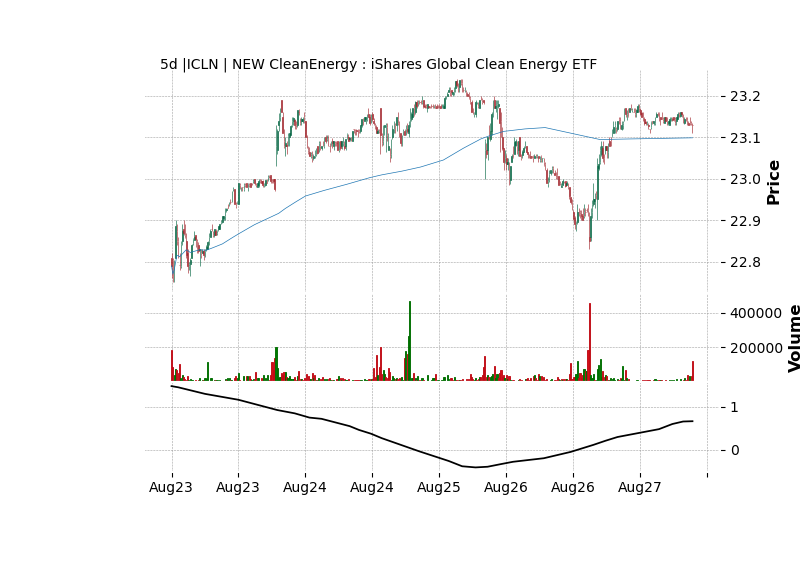 5d |ICLN | NEW CleanEnergy : iShares Global Clean Energy ETF
23.2
23.1
23.0
22.9
22.8
Price
400000
200000
Volume
1
0
Aug23 Aug23 Aug24 Aug24 Aug25 Aug26 Aug26 Aug27